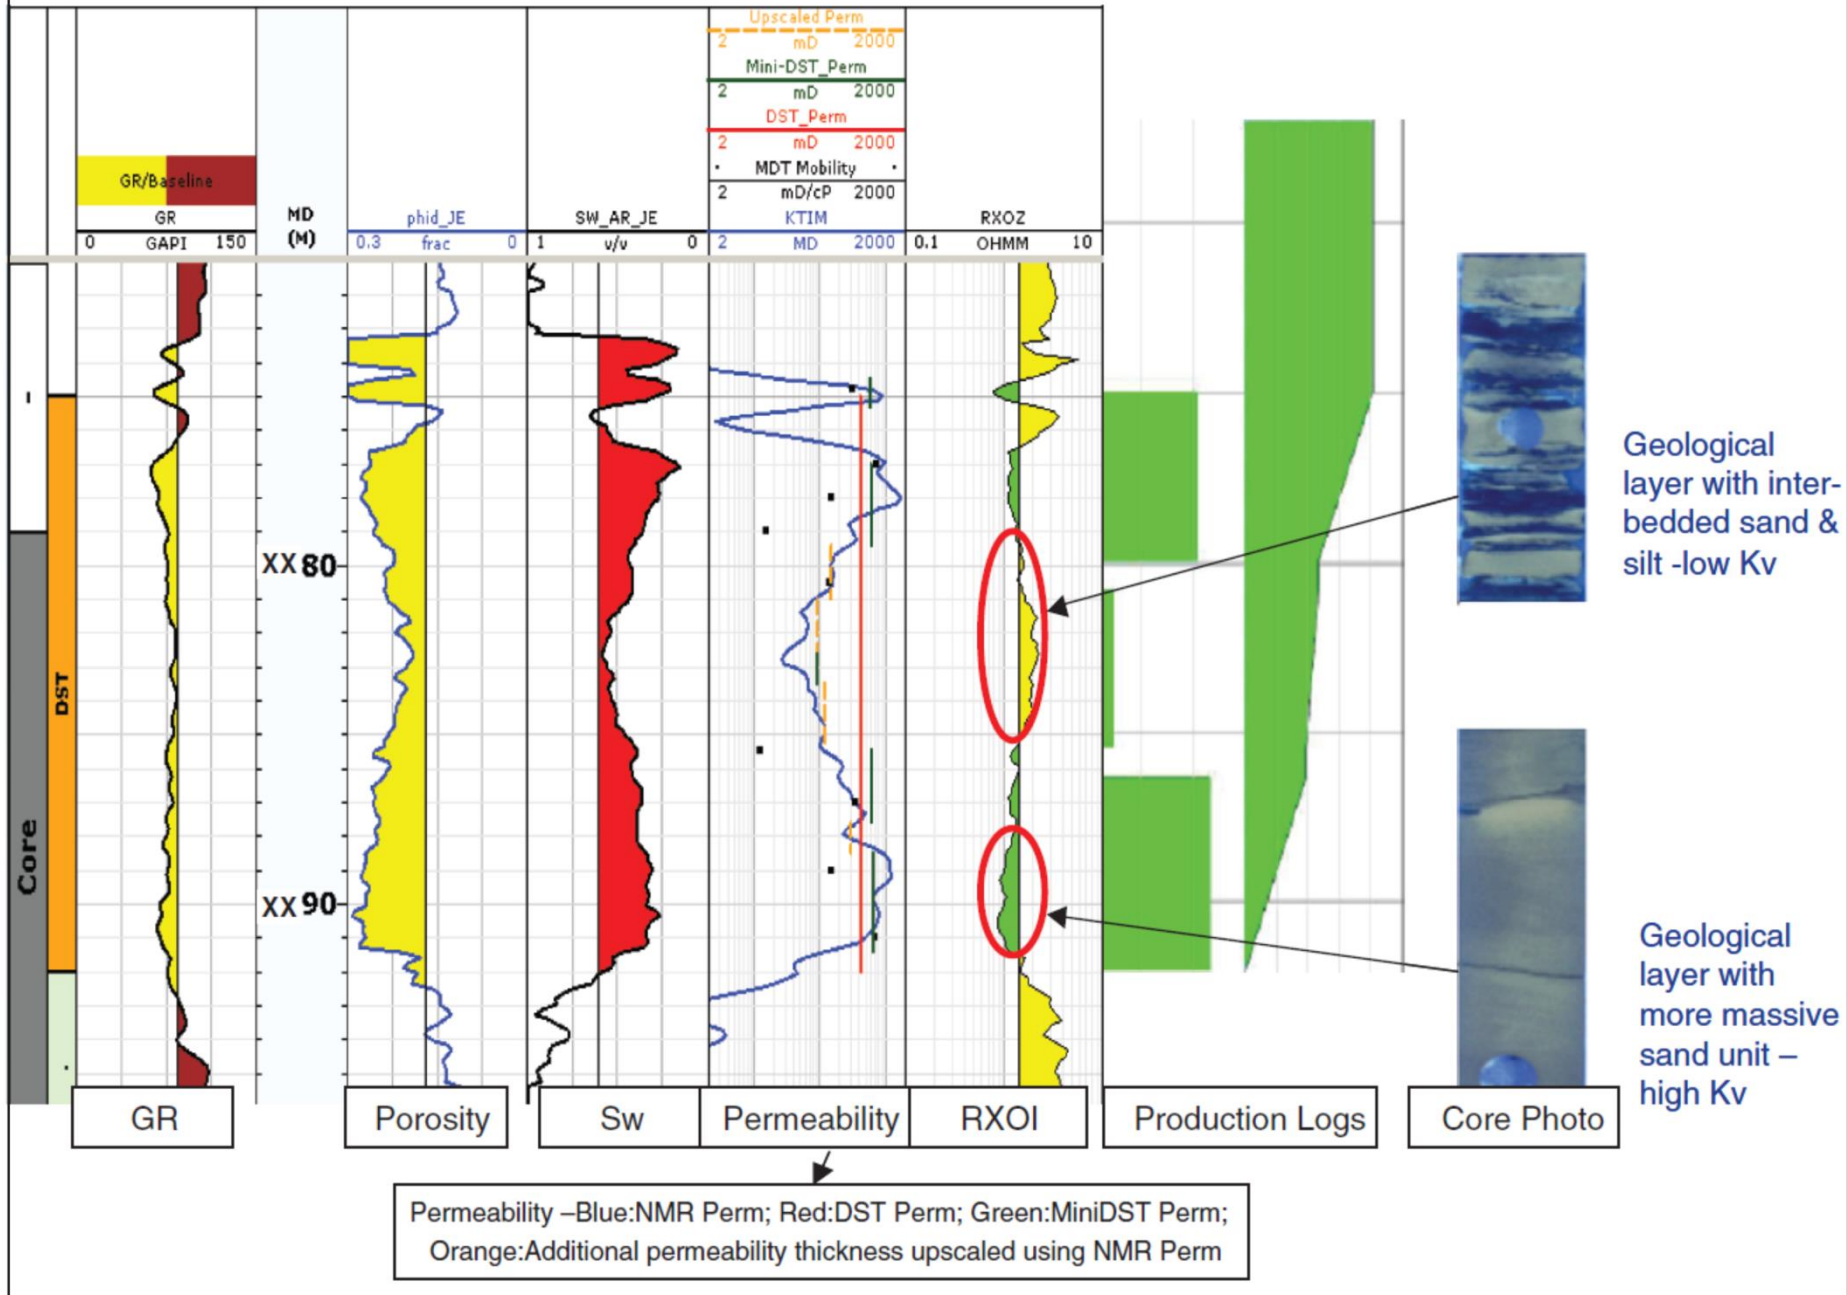 Upscaled Perm
2 mD 2000
Mini-DST_Perm
2 mD 2000
DST_Perm
2 mD 2000
MDT Mobility
2 mD/cP 2000
KTIM
2 MD 2000
GR/Baseline
GR
0 GAPI 150
MD
(M)
phid_JE
0.3 frac 0
SW_AR_JE
1 v/v 0
RXOZ
0.1 OHMM 10
I
DST
Core
XX80
XX90
Geological
layer with inter-
bedded sand &
silt -low Kv
Geological
layer with
more massive
sand unit –
high Kv
GR
Porosity
Sw
Permeability
RXOI
Production Logs
Core Photo
Permeability –Blue:NMR Perm; Red:DST Perm; Green:MiniDST Perm;
Orange:Additional permeability thickness upscaled using NMR Perm